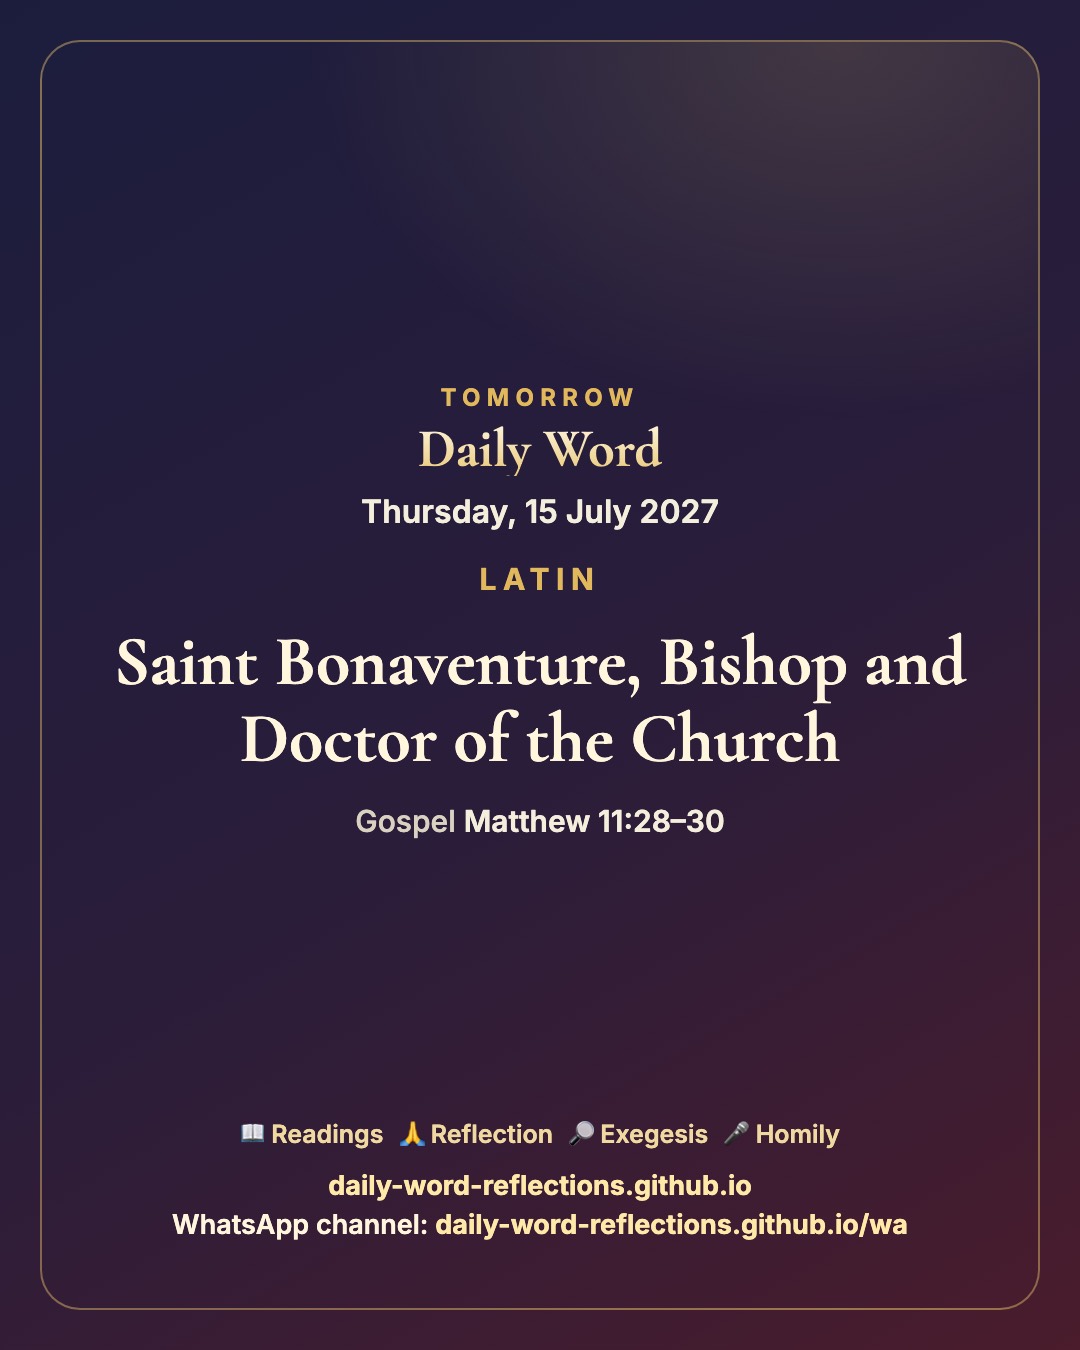 TOMORROW
Daily Word
Thursday, 15 July 2027
LATIN
Saint Bonaventure, Bishop and
Doctor of the Church
Gospel Matthew 11:28–30
📖 Readings 🙏 Reflection 🔎 Exegesis 🎤 Homily
daily-word-reflections.github.io
WhatsApp channel: daily-word-reflections.github.io/wa